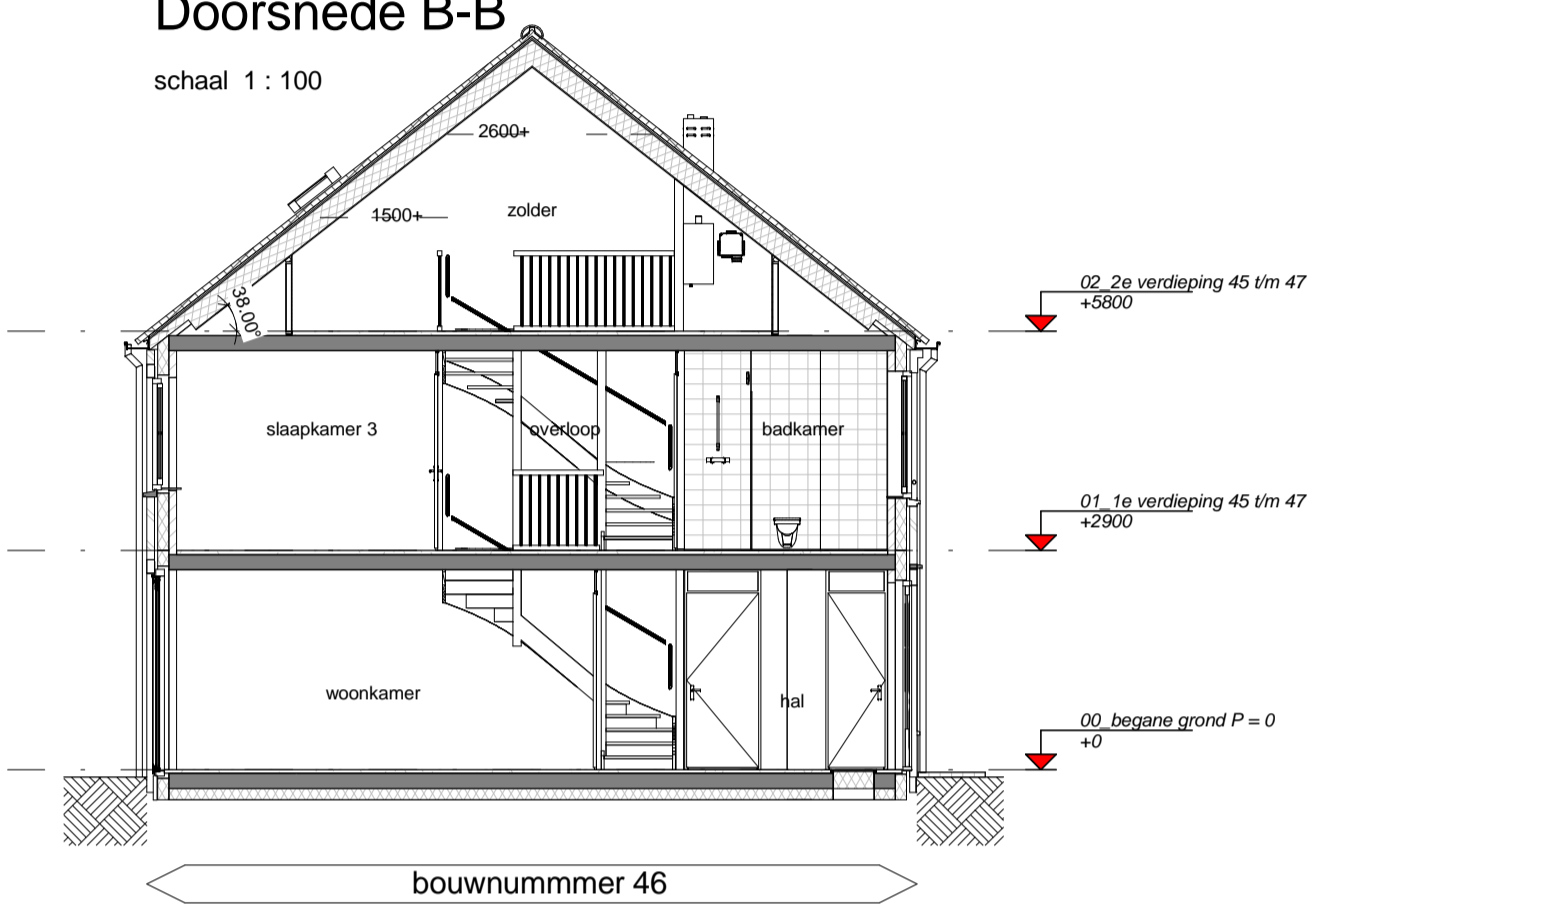 Doorsnede B-B
schaal 1 : 100
2600+
1500+
zolder
38.00°
02_2e verdieping 45 t/m 47
+5800
slaapkamer 3
overloop
badkamer
01_1e verdieping 45 t/m 47
+2900
woonkamer
hal
00_begane grond P = 0
+0
bouwnummmer 46